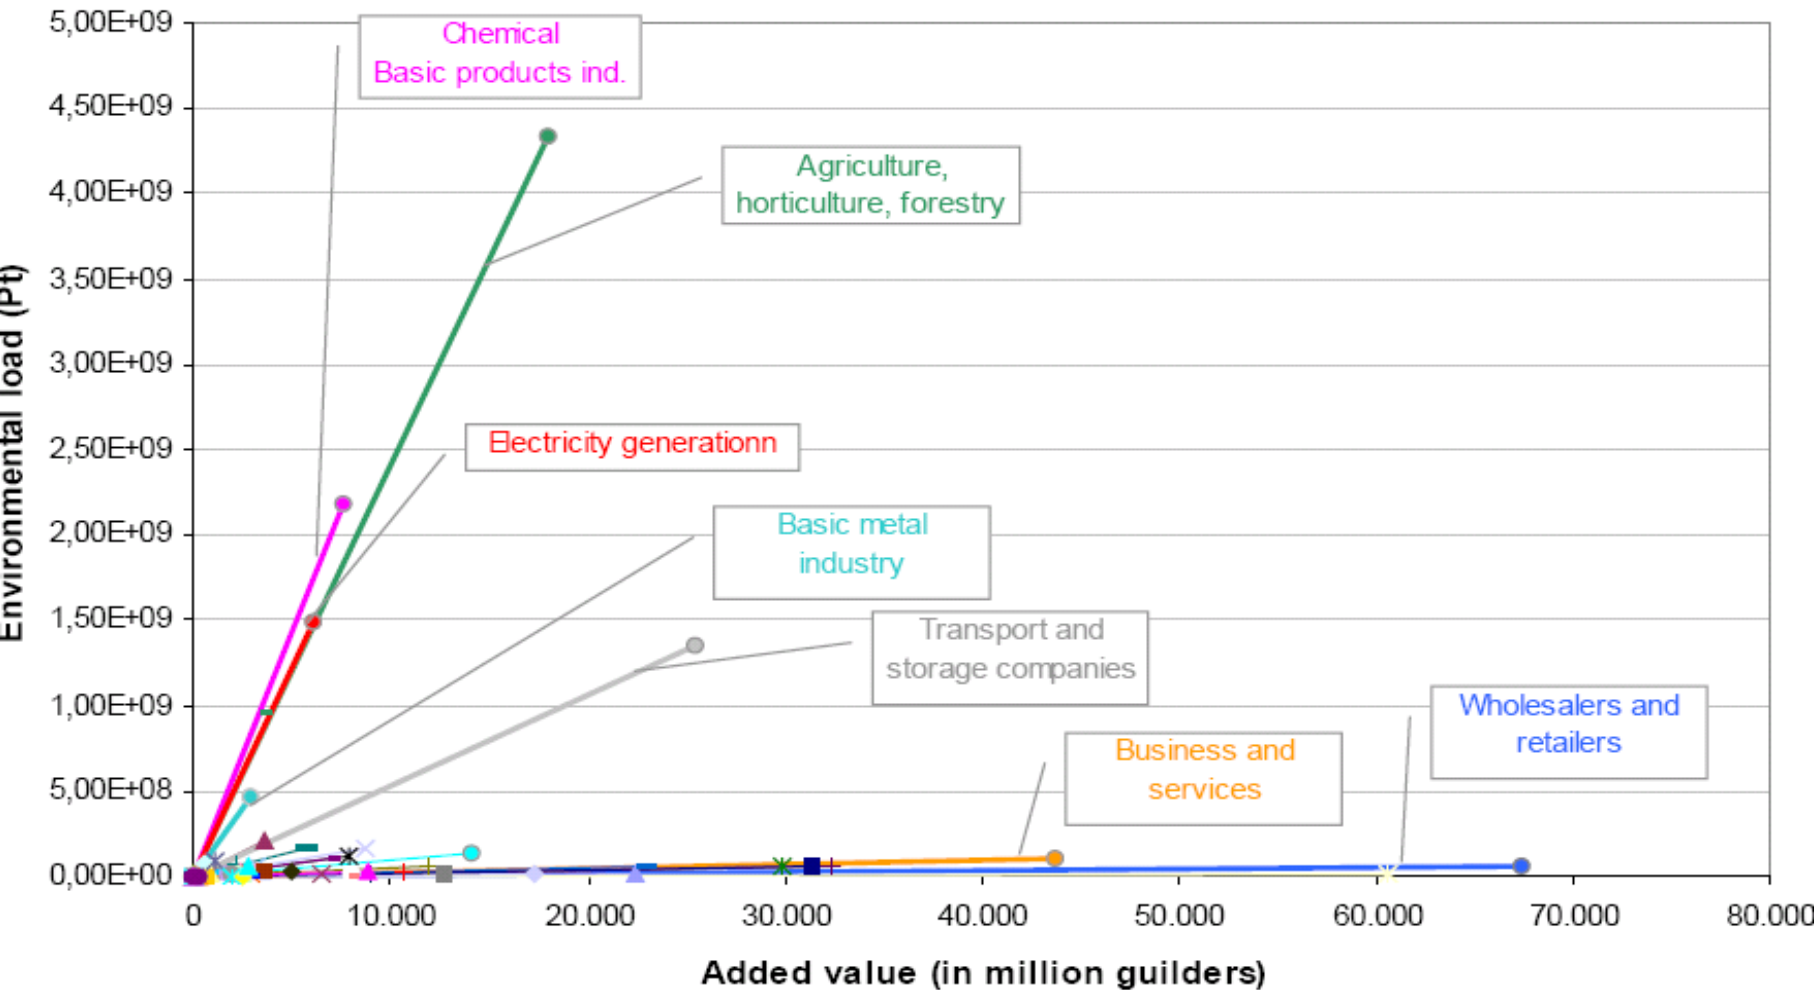 5,00E+09
4,50E+09
4,00E+09
3,50E+09
3,00E+09
2,50E+09
2,00E+09
1,50E+09
1,00E+09
5,00E+08
0,00E+00
Environmental load (Pt)
Chemical
Basic products ind.
Agriculture,
horticulture, forestry
Electricity generationn
Basic metal
industry
Transport and
storage companies
Wholesalers and
retailers
Business and
services
0
10.000
20.000
30.000
40.000
50.000
60.000
70.000
80.000
Added value (in million guilders)